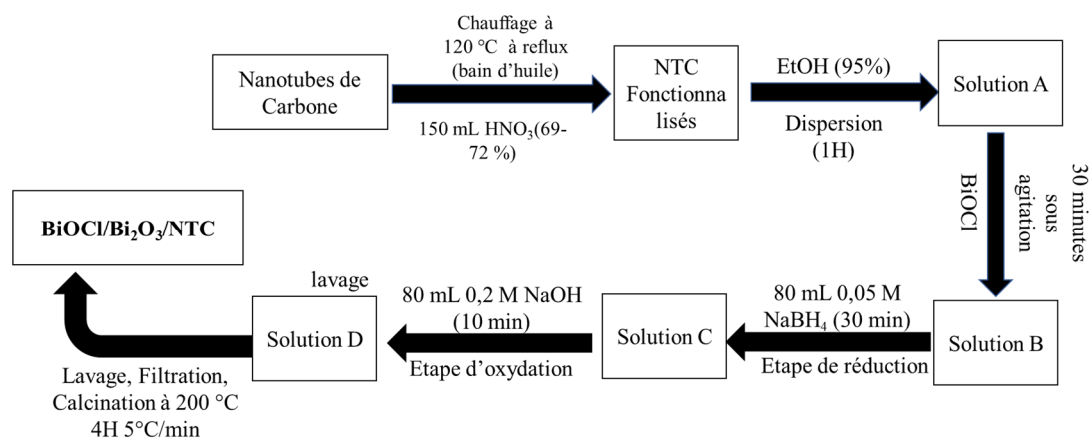 Chauffage à
120 °C à reflux
(bain d’huile)
Nanotubes de
Carbone
150 mL HNO₃(69-
72 %)
NTC
Fonctionna
lisés
EtOH (95%)
Dispersion
(1H)
Solution A
30 minutes
sous
agitation
BiOCl
Solution B
80 mL 0,05 M
NaBH₄ (30 min)
Etape de réduction
Solution C
80 mL 0,2 M NaOH
(10 min)
Etape d’oxydation
lavage
Solution D
Lavage, Filtration,
Calcination à 200 °C
4H 5°C/min
BiOCl/Bi₂O₃/NTC